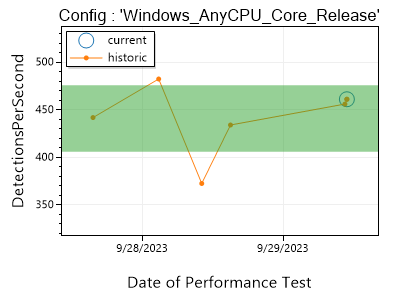 Config : 'Windows_AnyCPU_Core_Release'
current
historic
DetectionsPerSecond
500
450
400
350
9/28/2023
9/29/2023
Date of Performance Test